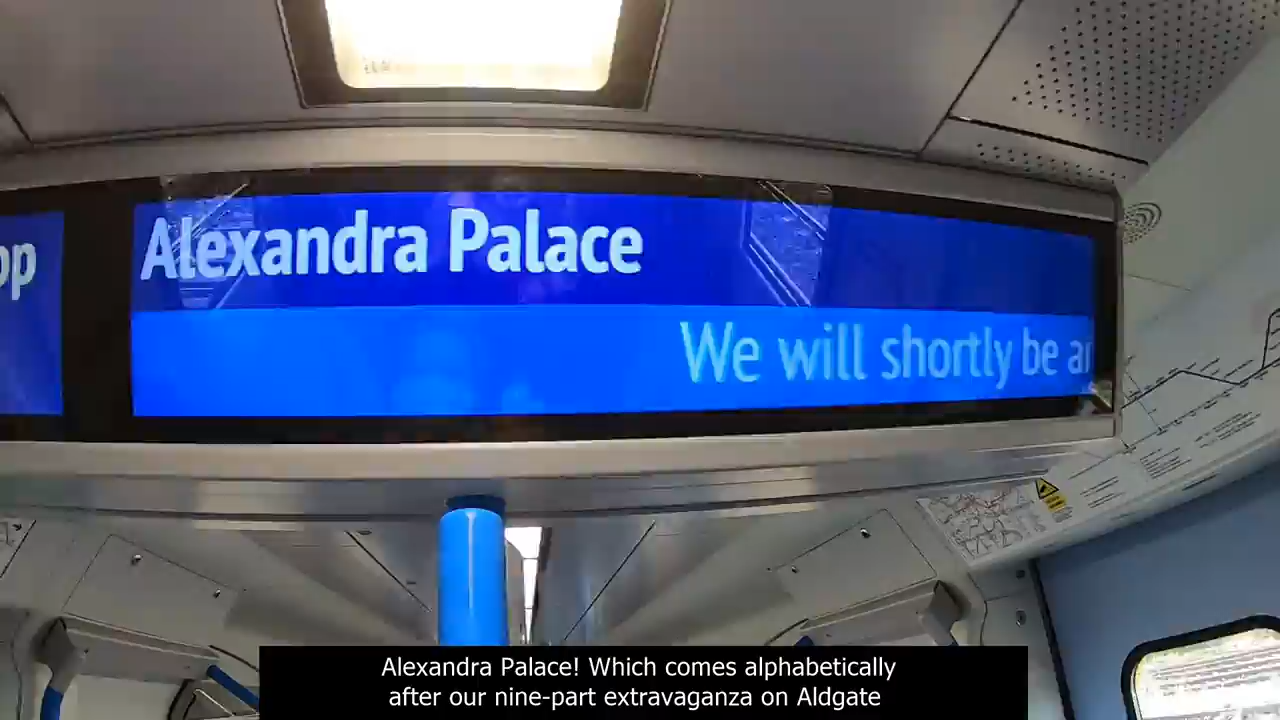 op
Alexandra Palace
We will shortly be ar
Alexandra Palace! Which comes alphabetically
after our nine-part extravaganza on Aldgate